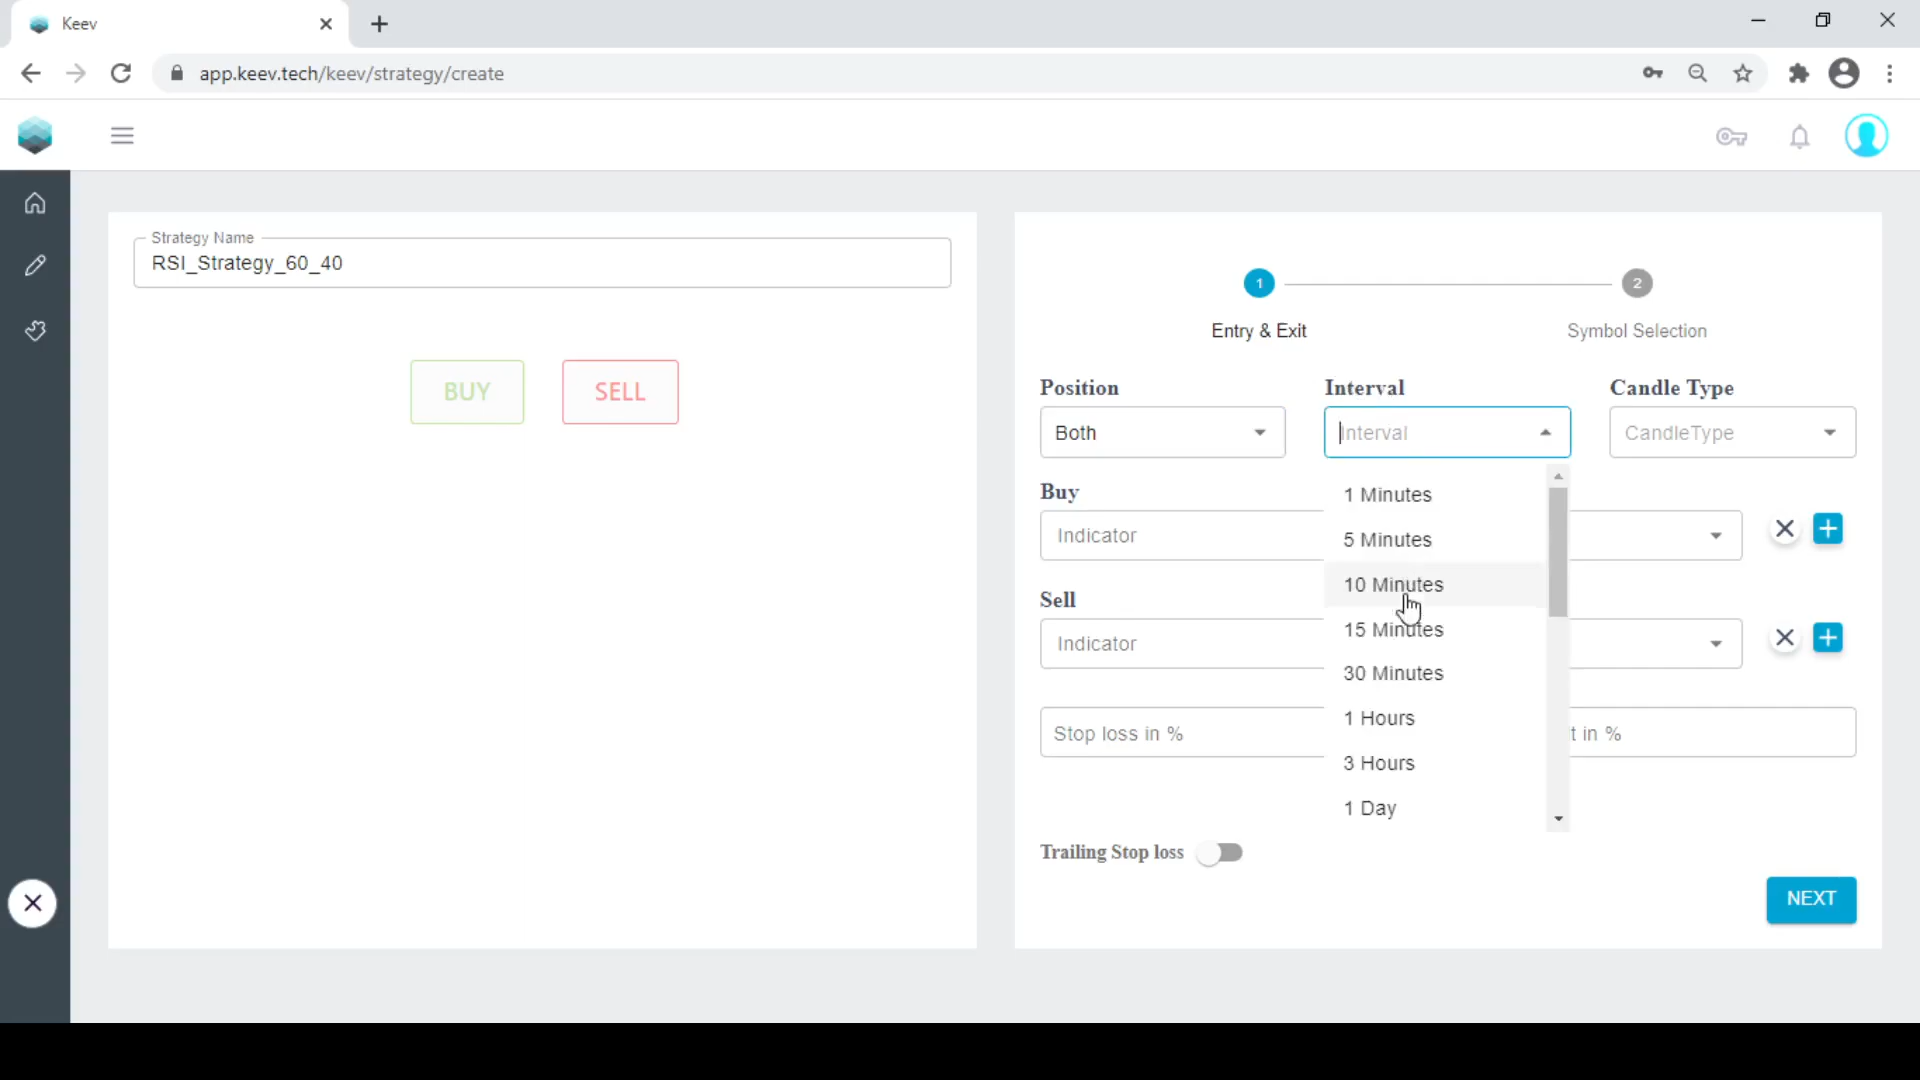 Keev
app.keev.tech/keev/strategy/create
Strategy Name
RSI_Strategy_60_40
BUY
SELL
1
2
Entry & Exit
Symbol Selection
Position
Interval
Candle Type
Both
Interval
CandleType
Buy
Indicator
Sell
Indicator
1 Minutes
5 Minutes
10 Minutes
15 Minutes
30 Minutes
1 Hours
3 Hours
1 Day
Stop loss in %
t in %
Trailing Stop loss
NEXT